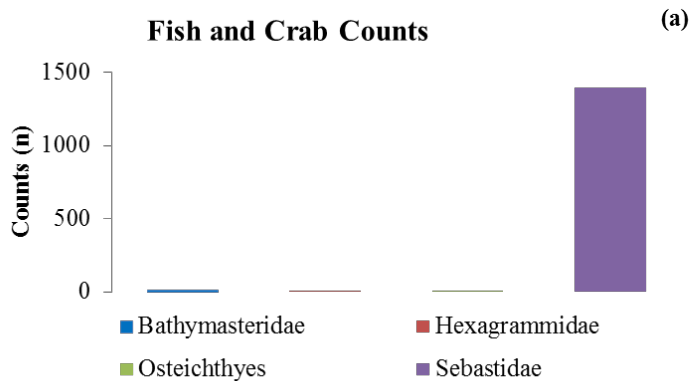 (a)
Fish and Crab Counts
1500
1000
500
0
Counts (n)
Bathymasteridae
Hexagrammidae
Osteichthyes
Sebastidae